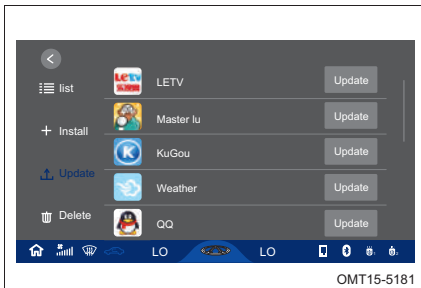 list
Install
Update
Delete
LETV Update
Master lu Update
KuGou Update
Weather Update
QQ Update
LO LO
OMT15-5181